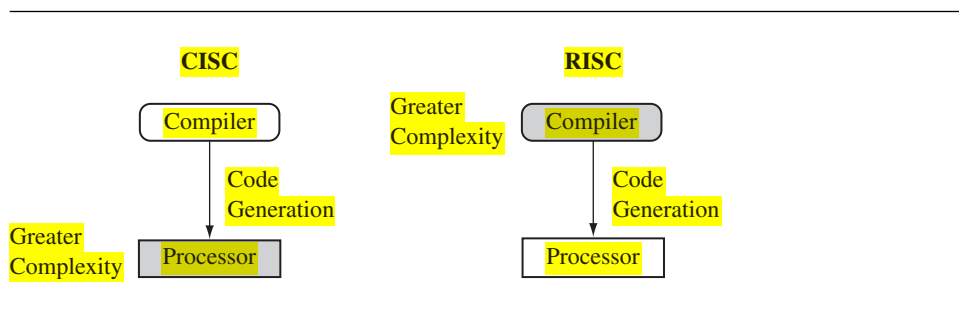 CISC
Compiler
Code
Generation
Greater
Complexity
Processor
RISC
Greater
Complexity
Compiler
Code
Generation
Processor